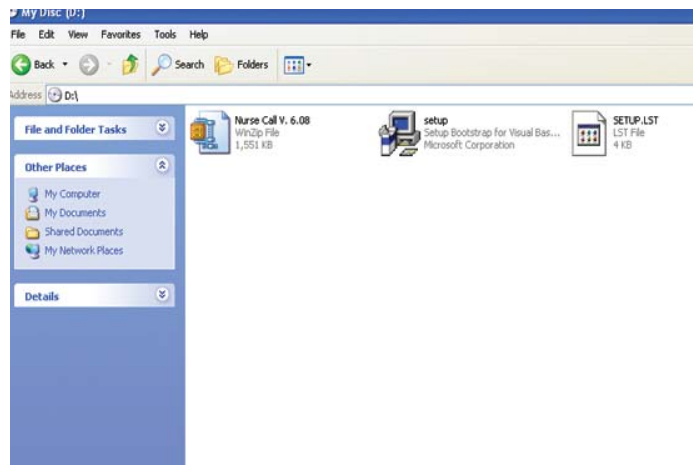 My Disc (D:)
File Edit View Favorites Tools Help
Back Search Folders
Address D:\
File and Folder Tasks
Other Places
My Computer
My Documents
Shared Documents
My Network Places
Details
Nurse Call V. 6.08
WinZip File
1,551 KB
setup
Setup Bootstrap for Visual Bas...
Microsoft Corporation
SETUP.LST
LST File
4 KB